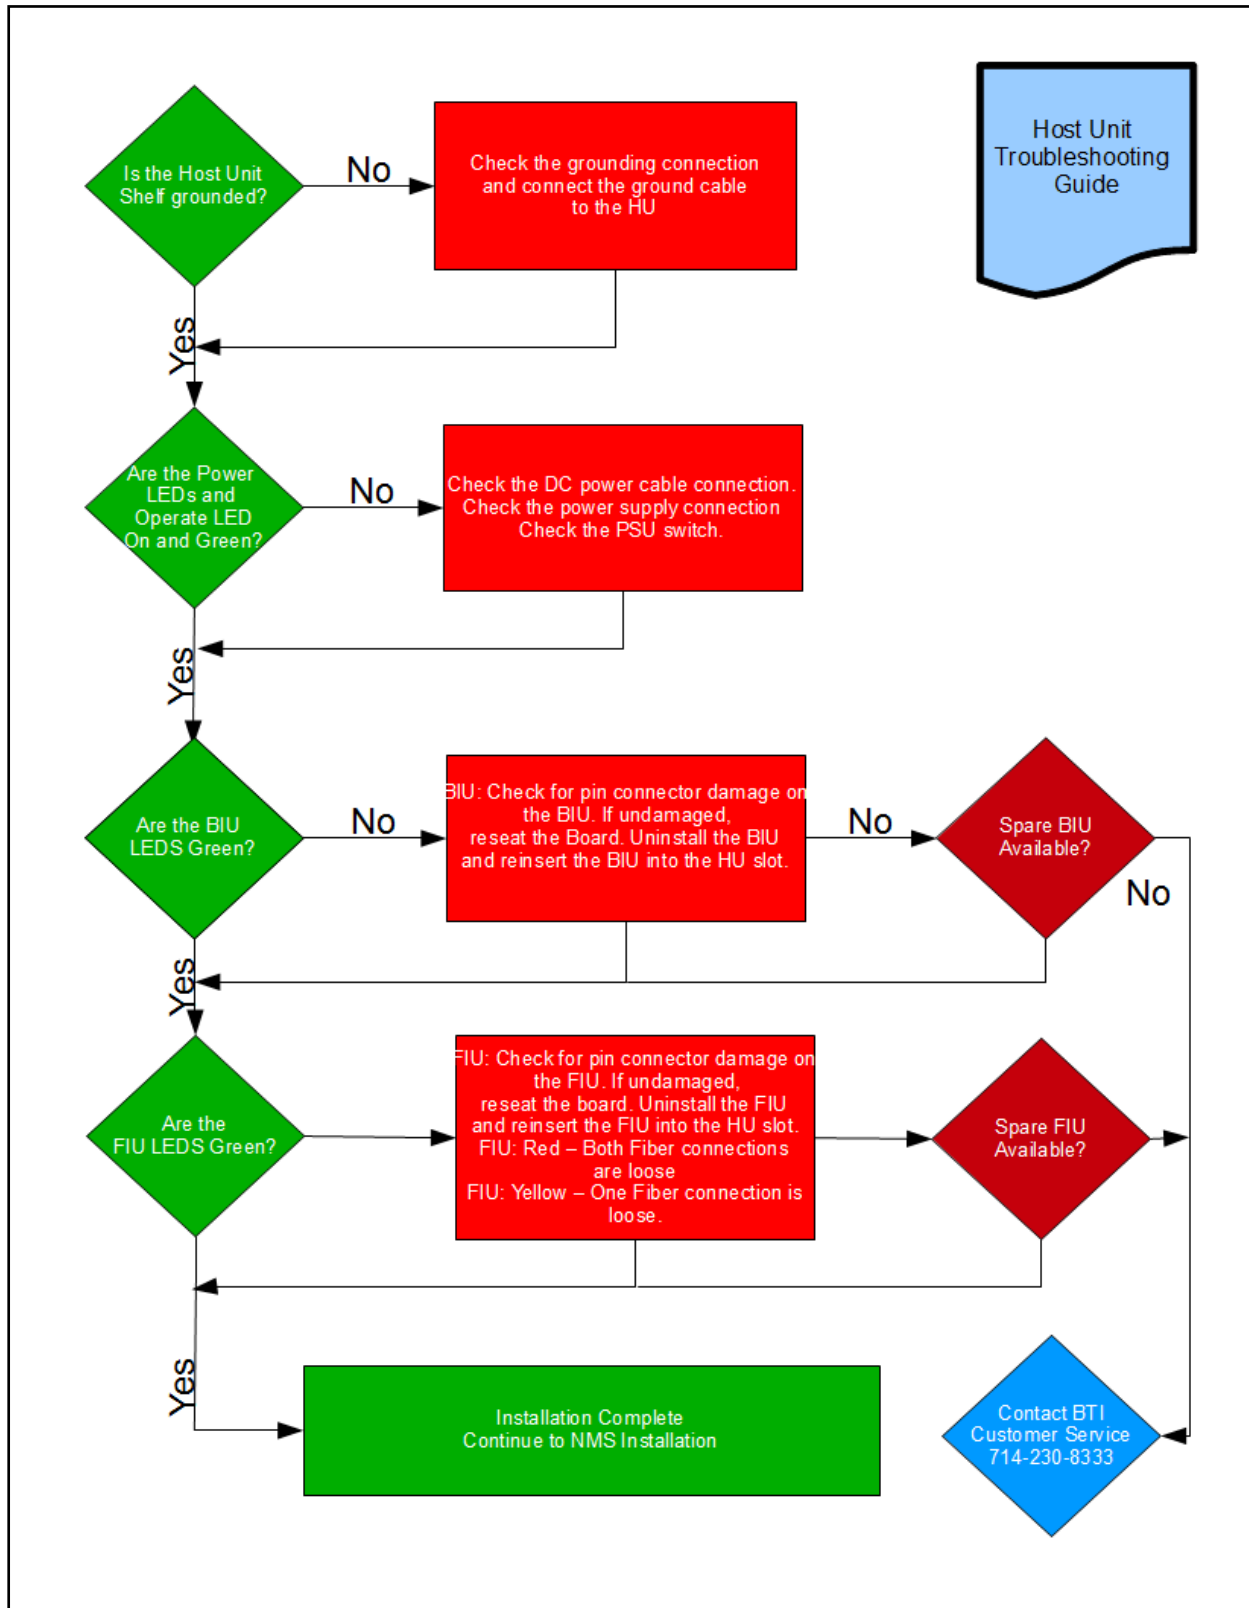 Host Unit
Troubleshooting
Guide
Is the Host Unit
Shelf grounded?
No
Check the grounding connection
and connect the ground cable
to the HU
Yes
Are the Power
LEDs and
Operate LED
On and Green?
No
Check the DC power cable connection.
Check the power supply connection
Check the PSU switch.
Yes
Are the BIU
LEDS Green?
No
BIU: Check for pin connector damage on
the BIU. If undamaged,
reseat the Board. Uninstall the BIU
and reinsert the BIU into the HU slot.
No
Spare BIU
Available?
No
Yes
Are the
FIU LEDS Green?
FIU: Check for pin connector damage on
the FIU. If undamaged,
reseat the board. Uninstall the FIU
and reinsert the FIU into the HU slot.
FIU: Red – Both Fiber connections
are loose
FIU: Yellow – One Fiber connection is
loose.
Spare FIU
Available?
Yes
Installation Complete
Continue to NMS Installation
Contact BTI
Customer Service
714-230-8333